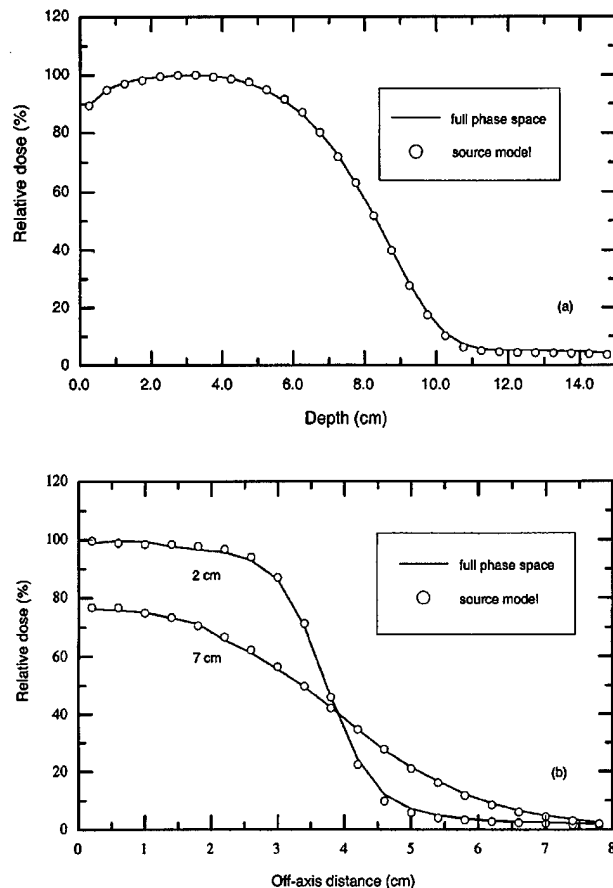 120
100
80
60
40
20
0
Relative dose (%)
full phase space
source model
(a)
0.0 2.0 4.0 6.0 8.0 10.0 12.0 14.0
Depth (cm)
120
100
80
60
40
20
0
Relative dose (%)
full phase space
source model
2 cm
7 cm
(b)
0 1 2 3 4 5 6 7 8
Off-axis distance (cm)